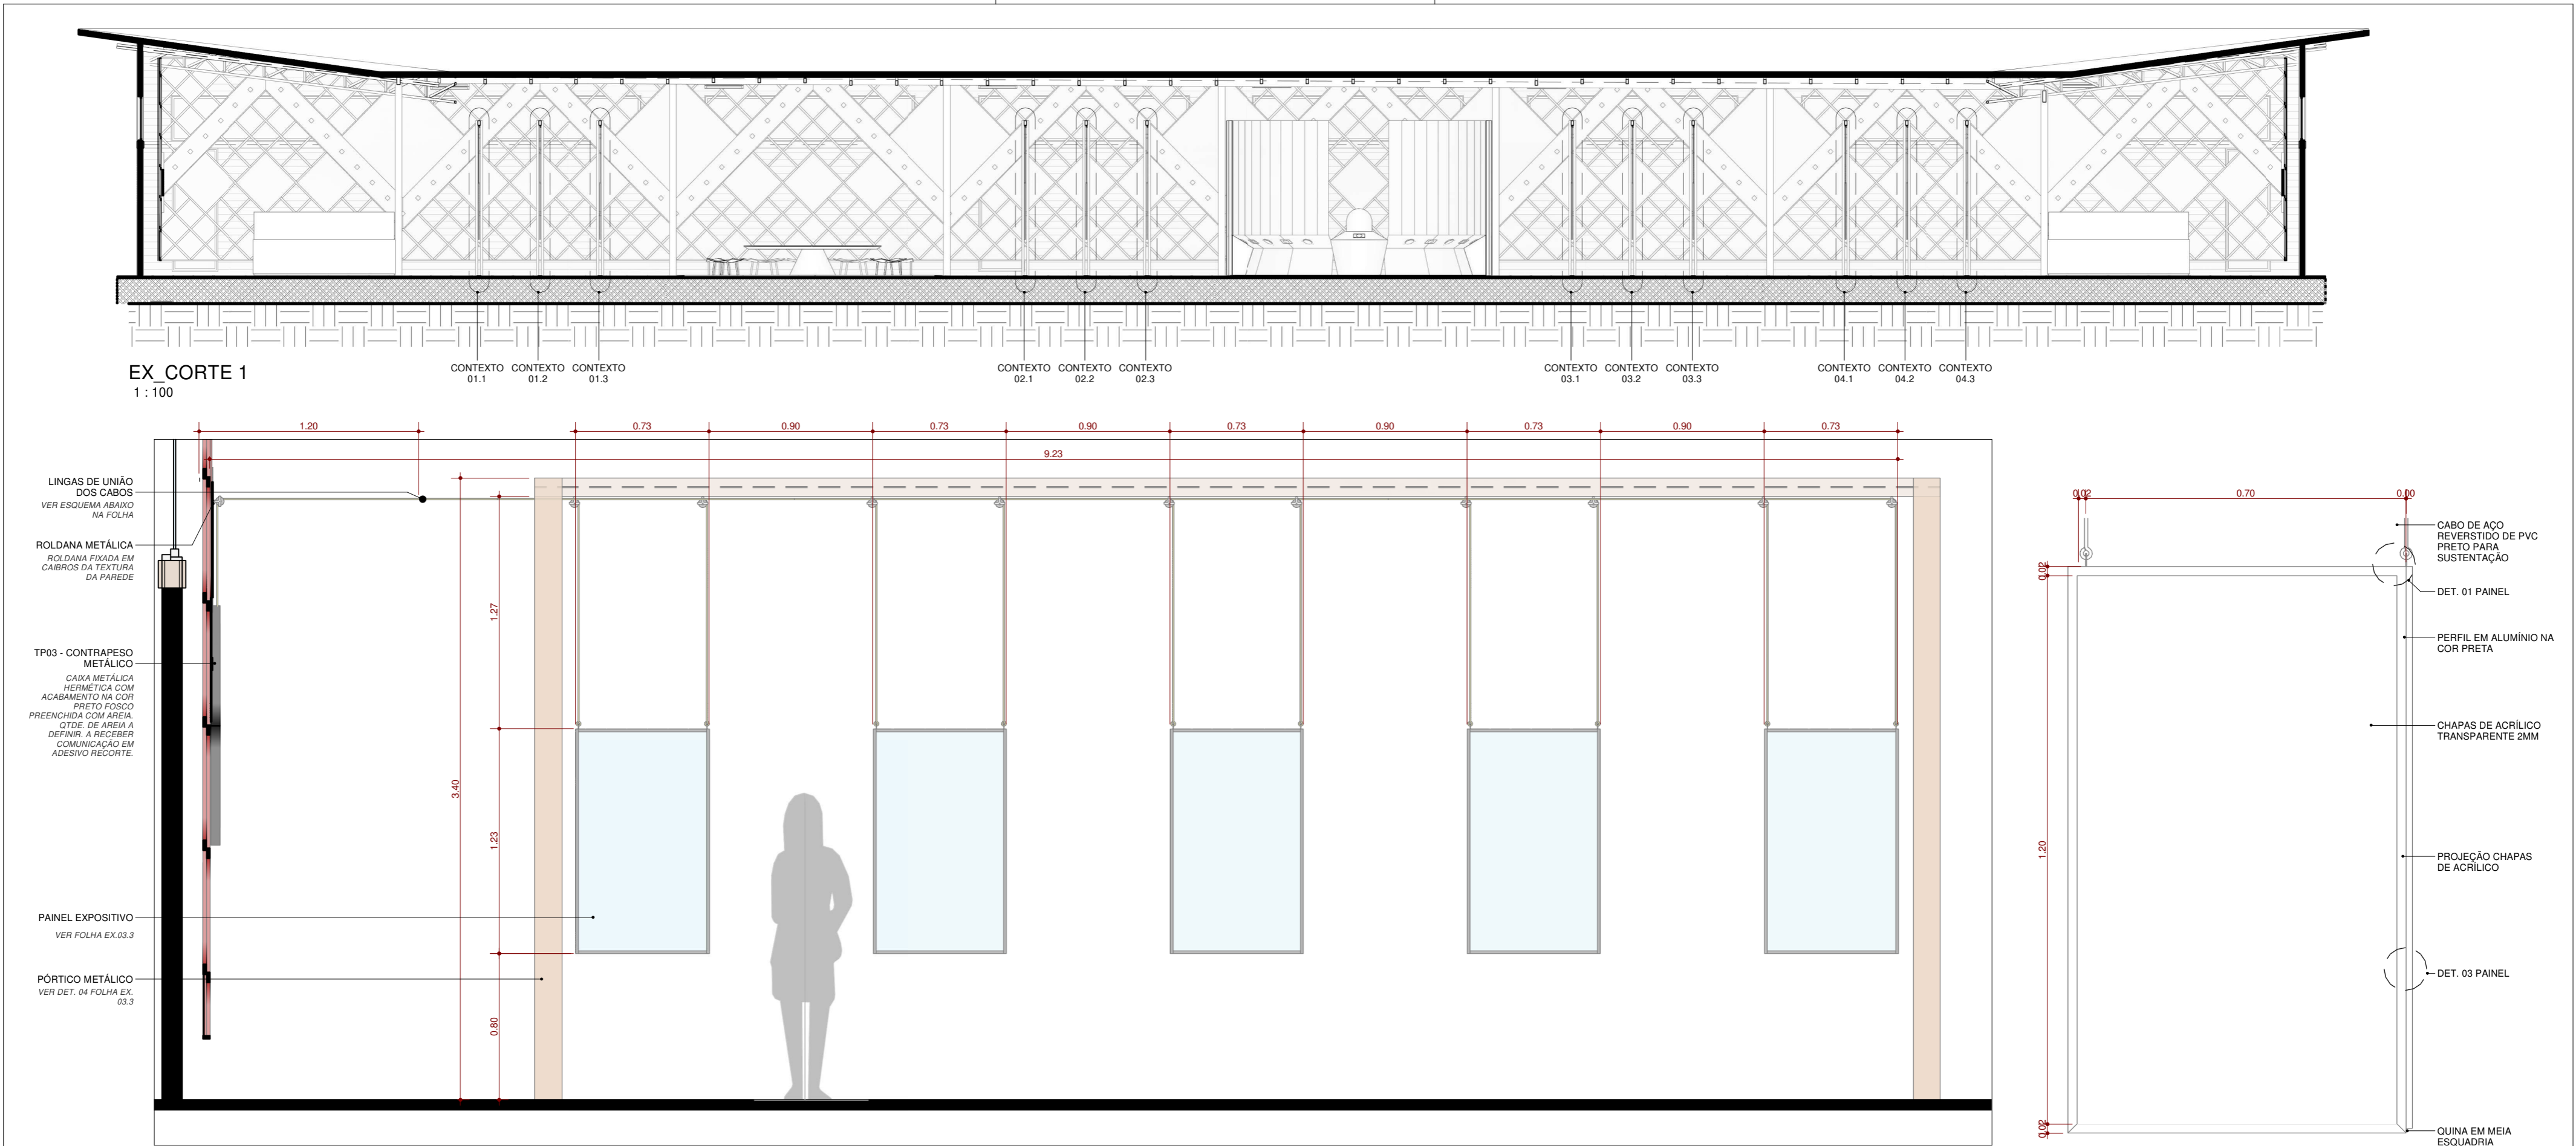 EX_CORTE 1
1 : 100
CONTEXTO
01.1
CONTEXTO
01.2
CONTEXTO
01.3
CONTEXTO
02.1
CONTEXTO
02.2
CONTEXTO
02.3
CONTEXTO
03.1
CONTEXTO
03.2
CONTEXTO
03.3
CONTEXTO
04.1
CONTEXTO
04.2
CONTEXTO
04.3
1.20
0.73
0.90
0.73
0.90
0.73
0.90
0.73
0.90
0.73
9.23
LINGAS DE UNIÃO
DOS CABOS
VER ESQUEMA ABAIXO
NA FOLHA
ROLDANA METÁLICA
ROLDANA FIXADA EM
CAIBROS DA TEXTURA
DA PAREDE
TP03 - CONTRAPESO
METÁLICO
CAIXA METÁLICA
HERMÉTICA COM
ACABAMENTO NA COR
PRETO FOSCO
PREENCHIDA COM AREIA.
QTDE. DE AREIA A
DEFINIR. A RECEBER
COMUNICAÇÃO EM
ADESIVO RECORTE.
PAINEL EXPOSITIVO
VER FOLHA EX.03.3
PÓRTICO METÁLICO
VER DET. 04 FOLHA EX.
03.3
3.40
1.27
1.23
0.80
0.02
0.70
0.00
0.02
1.20
0.02
CABO DE AÇO
REVERSTIDO DE PVC
PRETO PARA
SUSTENTAÇÃO
DET. 01 PAINEL
PERFIL EM ALUMÍNIO NA
COR PRETA
CHAPAS DE ACRÍLICO
TRANSPARENTE 2MM
PROJEÇÃO CHAPAS
DE ACRÍLICO
DET. 03 PAINEL
QUINA EM MEIA
ESQUADRIA